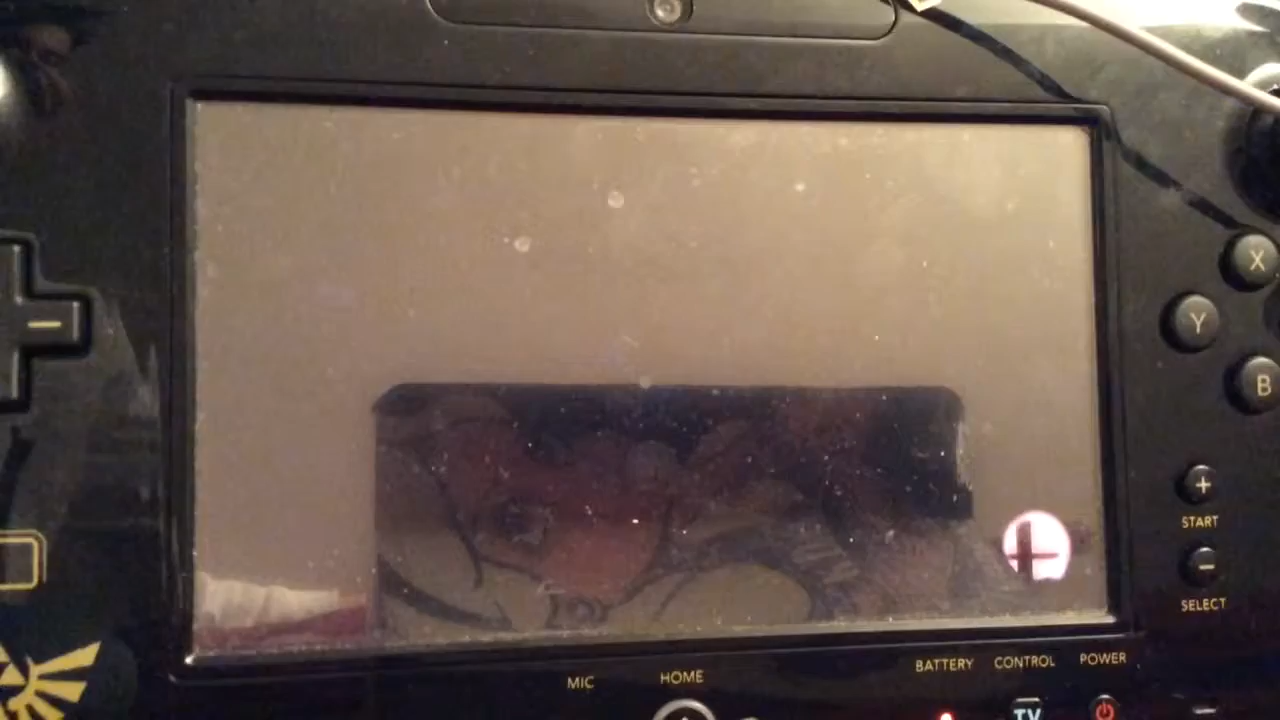 X
Y
B
+
START
−
SELECT
BATTERY CONTROL POWER
MIC HOME
TV